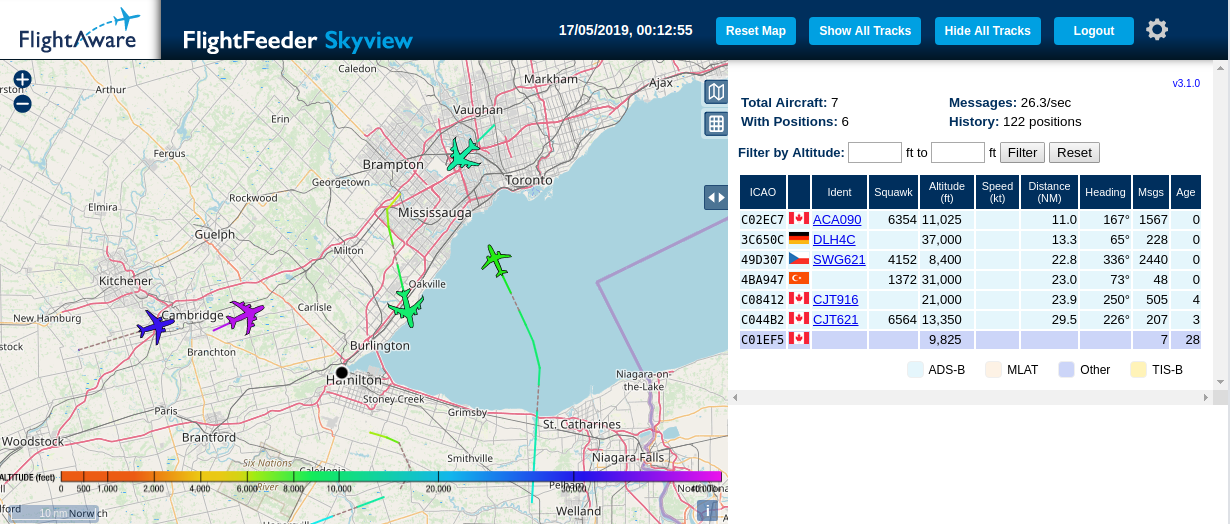 FlightAware
FlightFeeder Skyview
17/05/2019, 00:12:55
Reset Map
Show All Tracks
Hide All Tracks
Logout
v3.1.0
Total Aircraft: 7
Messages: 26.3/sec
With Positions: 6
History: 122 positions
Filter by Altitude: ft to ft Filter Reset
ICAO Ident Squawk Altitude (ft) Speed (kt) Distance (NM) Heading Msgs Age
C02EC7 ACA090 6354 11,025 11.0 167° 1567 0
3C650C DLH4C 37,000 13.3 65° 228 0
49D307 SWG621 4152 8,400 22.8 336° 2440 0
4BA947 1372 31,000 23.0 73° 48 0
C08412 CJT916 21,000 23.9 250° 505 4
C044B2 CJT621 6564 13,350 29.5 226° 207 3
C01EF5 9,825 7 28
ADS-B MLAT Other TIS-B
Caledon
Markham
Ajax
Arthur
Vaughan
Erin
Fergus
Brampton
Georgetown
Toronto
Rockwood
Elmira
Mississauga
Guelph
Milton
Kitchener
Oakville
Carlisle
New Hamburg
Cambridge
Branchton
Burlington
Hamilton
Niagara-on
the-Lake
Stoney Creek
Paris
Grimsby
St. Catharines
Brantford
Woodstock
Six Nations
River
Smithville
Niagara Falls
Caledonia
Pelham
Welland
ALTITUDE (feet)
0 500 1,000 2,000 4,000 6,000 8,000 10,000 20,000 30,000 40,000+
10 nm
Norwich
i